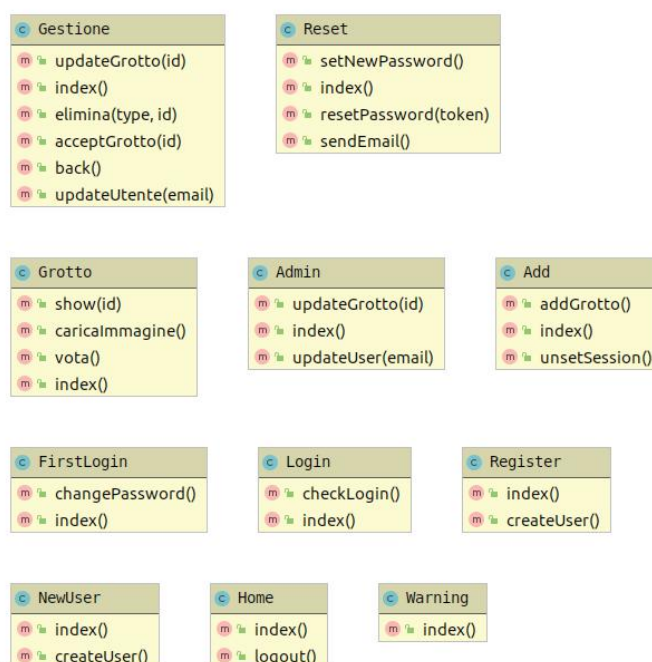 Gestione
updateGrotto(id)
index()
elimina(type, id)
acceptGrotto(id)
back()
updateUtente(email)
Reset
setNewPassword()
index()
resetPassword(token)
sendEmail()
Grotto
show(id)
caricaImmagine()
vota()
index()
Admin
updateGrotto(id)
index()
updateUser(email)
Add
addGrotto()
index()
unsetSession()
FirstLogin
changePassword()
index()
Login
checkLogin()
index()
Register
index()
createUser()
NewUser
index()
createUser()
Home
index()
logout()
Warning
index()